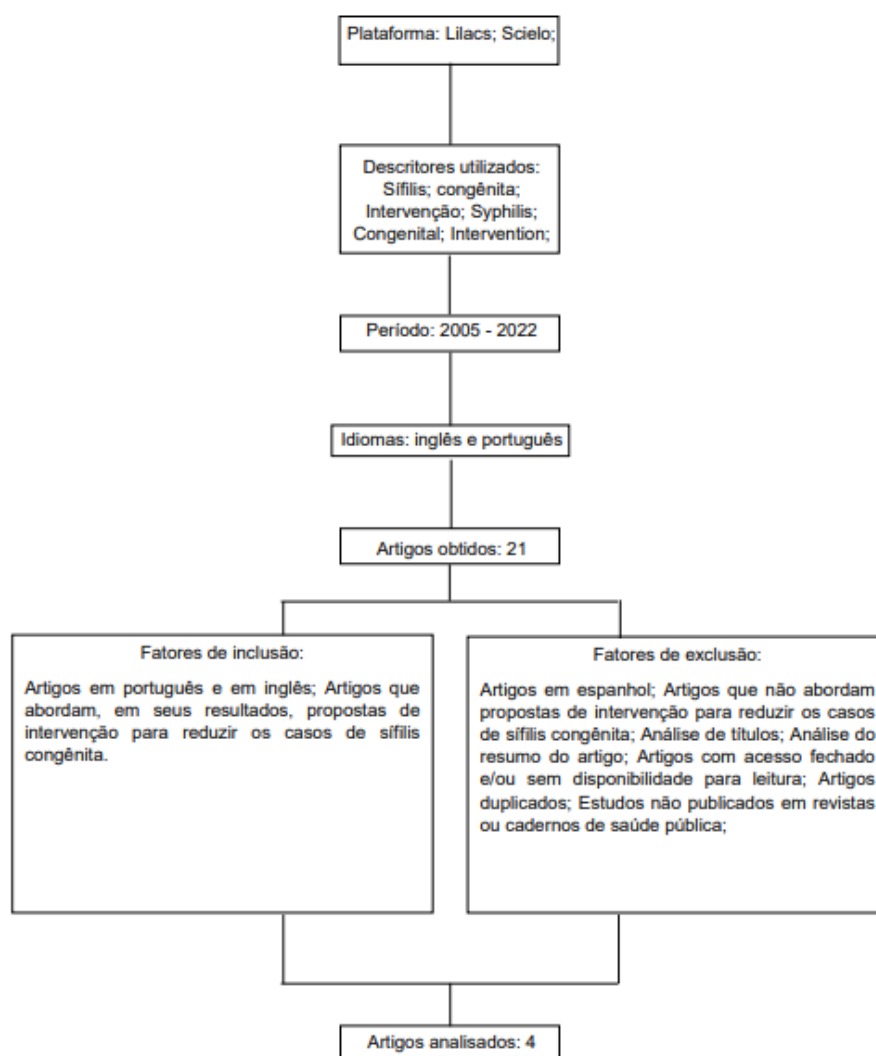 Plataforma: Lilacs; Scielo;
Descritores utilizados:
Sífilis; congênita;
Intervenção; Syphilis;
Congenital; Intervention;
Período: 2005 - 2022
Idiomas: inglês e português
Artigos obtidos: 21
Fatores de inclusão:
Artigos em português e em inglês; Artigos que
abordam, em seus resultados, propostas de
intervenção para reduzir os casos de sífilis
congênita.
Fatores de exclusão:
Artigos em espanhol; Artigos que não abordam
propostas de intervenção para reduzir os casos
de sífilis congênita; Análise de títulos; Análise do
resumo do artigo; Artigos com acesso fechado
e/ou sem disponibilidade para leitura; Artigos
duplicados; Estudos não publicados em revistas
ou cadernos de saúde pública;
Artigos analisados: 4